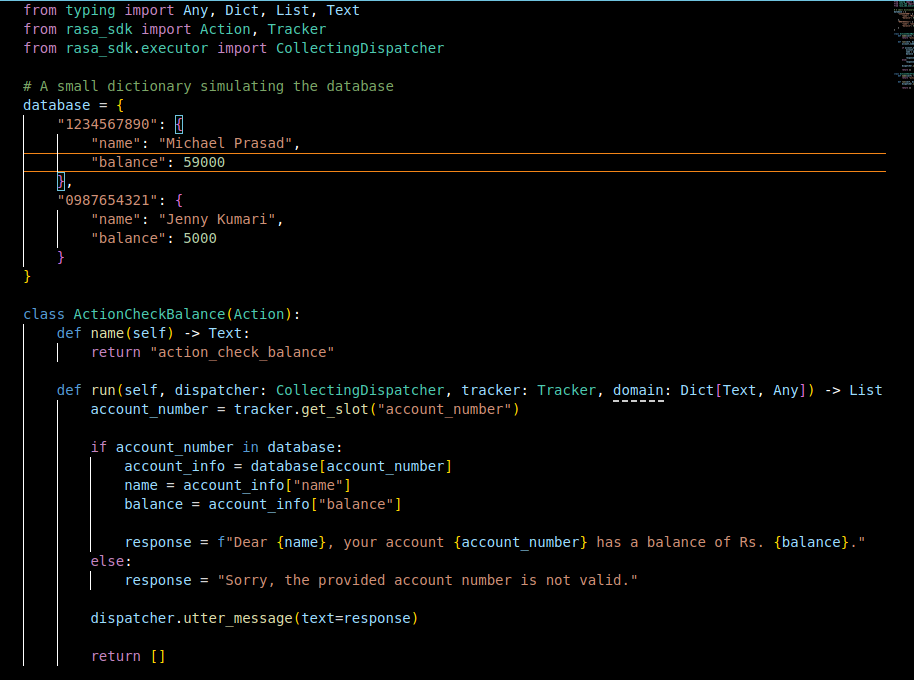 from typing import Any, Dict, List, Text
from rasa_sdk import Action, Tracker
from rasa_sdk.executor import CollectingDispatcher

# A small dictionary simulating the database
database = {
    "1234567890": {
        "name": "Michael Prasad",
        "balance": 59000
    },
    "0987654321": {
        "name": "Jenny Kumari",
        "balance": 5000
    }
}

class ActionCheckBalance(Action):
    def name(self) -> Text:
        return "action_check_balance"

    def run(self, dispatcher: CollectingDispatcher, tracker: Tracker, domain: Dict[Text, Any]) -> List
        account_number = tracker.get_slot("account_number")

        if account_number in database:
            account_info = database[account_number]
            name = account_info["name"]
            balance = account_info["balance"]

            response = f"Dear {name}, your account {account_number} has a balance of Rs. {balance}."
        else:
            response = "Sorry, the provided account number is not valid."

        dispatcher.utter_message(text=response)

        return []